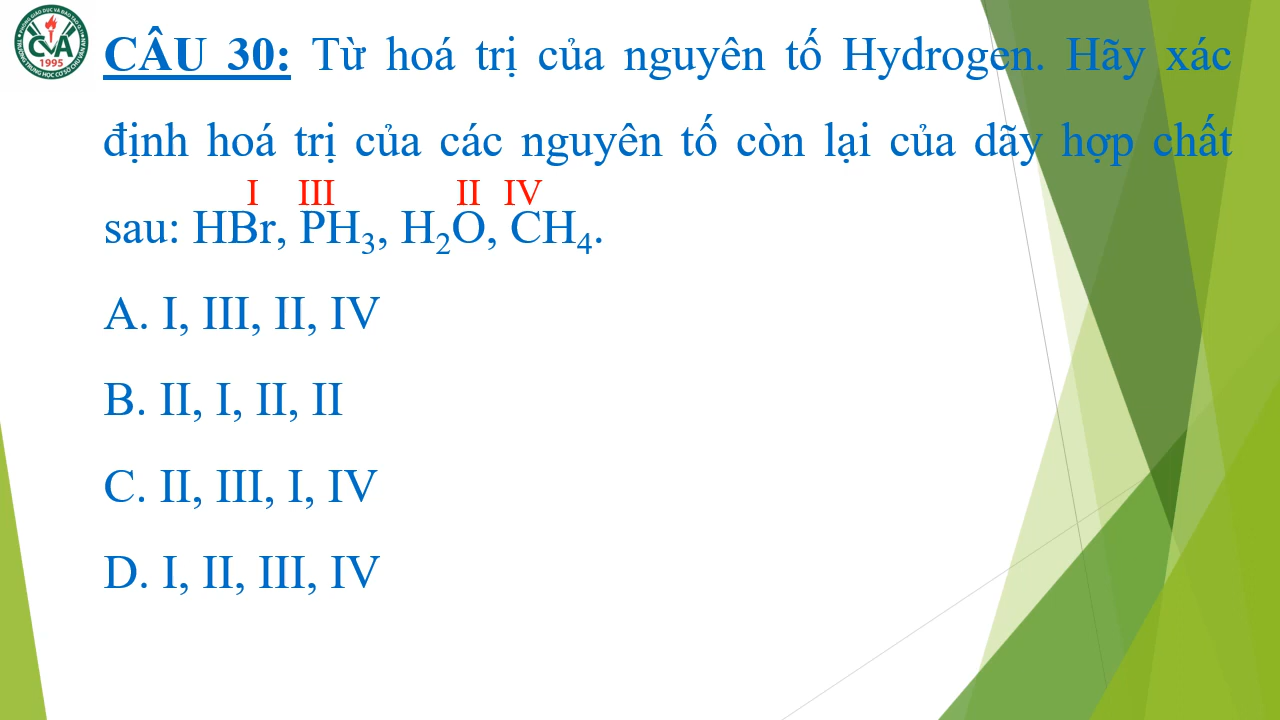 CVA
1995
CÂU 30: Từ hoá trị của nguyên tố Hydrogen. Hãy xác
định hoá trị của các nguyên tố còn lại của dãy hợp chất
I III II IV
sau: HBr, PH₃, H₂O, CH₄.
A. I, III, II, IV
B. II, I, II, II
C. II, III, I, IV
D. I, II, III, IV